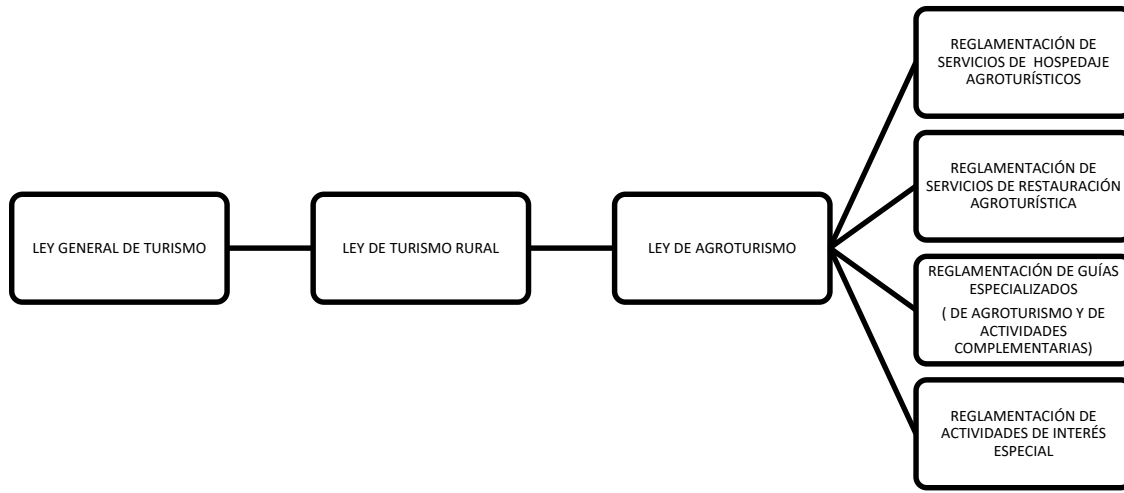 LEY GENERAL DE TURISMO
LEY DE TURISMO RURAL
LEY DE AGROTURISMO
REGLAMENTACIÓN DE
SERVICIOS DE HOSPEDAJE
AGROTURÍSTICOS
REGLAMENTACIÓN DE
SERVICIOS DE RESTAURACIÓN
AGROTURÍSTICA
REGLAMENTACIÓN DE GUÍAS
ESPECIALIZADOS
( DE AGROTURISMO Y DE
ACTIVIDADES
COMPLEMENTARIAS)
REGLAMENTACIÓN DE
ACTIVIDADES DE INTERÉS
ESPECIAL